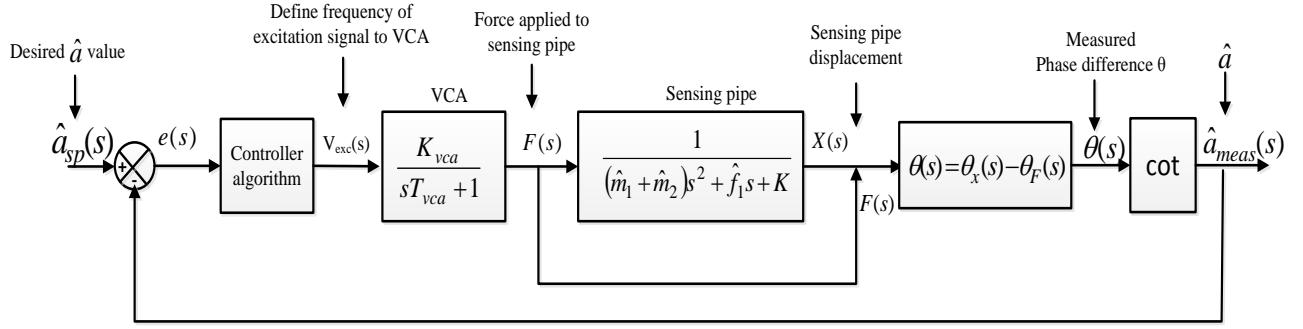 Define frequency of
excitation signal to VCA
Force applied to
sensing pipe
Desired â value
Sensing pipe
displacement
Measured
Phase difference θ
â
VCA
Sensing pipe
â_sp(s)
+
-
e(s)
Controller
algorithm
V_exc(s)
K_vca
sT_vca + 1
F(s)
1
(m̂_1 + m̂_2)s^2 + f̂_1 s + K
X(s)
F(s)
θ(s) = θ_x(s) − θ_F(s)
θ(s)
cot
â_meas(s)